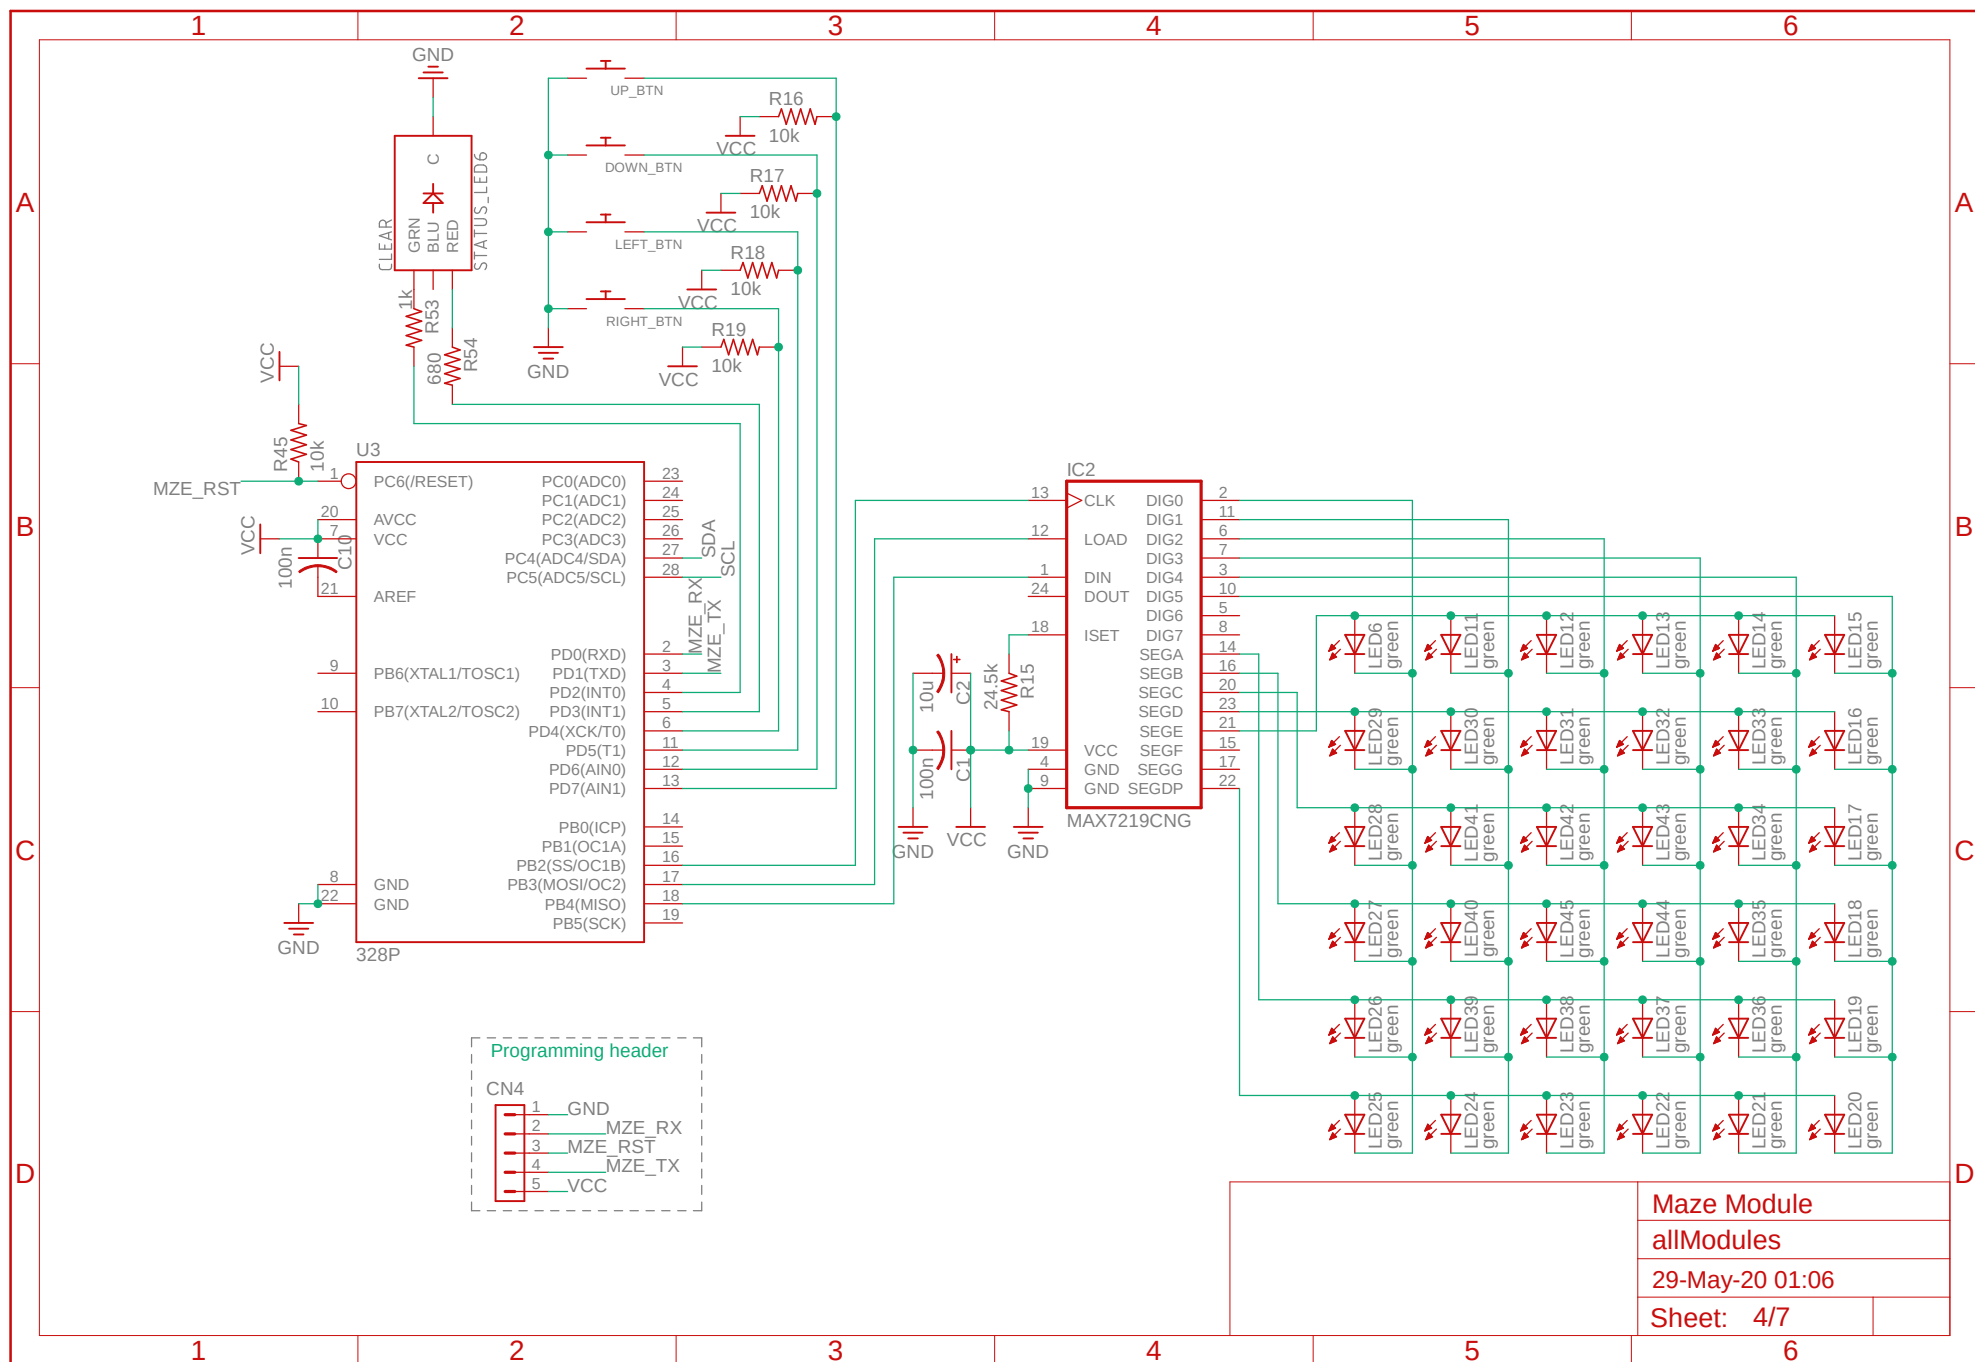 1 2 3 4 5 6
A A
B B
C C
D D
1 2 3 4 5 6
GND
C
GRN
BLU
RED
CLEAR
STATUS_LED6
1k
R53
680
R54
UP_BTN
DOWN_BTN
LEFT_BTN
RIGHT_BTN
GND
R16
10k
VCC
R17
10k
VCC
R18
10k
VCC
R19
10k
VCC
VCC
R45
10k
MZE_RST
VCC
100n
C10
GND
U3
1 PC6(/RESET)
20 AVCC
7 VCC
21 AREF
9 PB6(XTAL1/TOSC1)
10 PB7(XTAL2/TOSC2)
8 GND
22 GND
PC0(ADC0) 23
PC1(ADC1) 24
PC2(ADC2) 25
PC3(ADC3) 26
PC4(ADC4/SDA) 27
PC5(ADC5/SCL) 28
PD0(RXD) 2
PD1(TXD) 3
PD2(INT0) 4
PD3(INT1) 5
PD4(XCK/T0) 6
PD5(T1) 11
PD6(AIN0) 12
PD7(AIN1) 13
PB0(ICP) 14
PB1(OC1A) 15
PB2(SS/OC1B) 16
PB3(MOSI/OC2) 17
PB4(MISO) 18
PB5(SCK) 19
328P
SDA
SCL
MZE_RX
MZE_TX
IC2
13 CLK
12 LOAD
1 DIN
24 DOUT
18 ISET
19 VCC
4 GND
9 GND
DIG0 2
DIG1 11
DIG2 6
DIG3 7
DIG4 3
DIG5 10
DIG6 5
DIG7 8
SEGA 14
SEGB 16
SEGC 20
SEGD 23
SEGE 21
SEGF 15
SEGG 17
SEGDP 22
MAX7219CNG
10u
+
C2
24.5k
R15
100n
C1
GND
VCC
GND
LED6 green
LED11 green
LED12 green
LED13 green
LED14 green
LED15 green
LED29 green
LED30 green
LED31 green
LED32 green
LED33 green
LED16 green
LED28 green
LED41 green
LED42 green
LED43 green
LED34 green
LED17 green
LED27 green
LED40 green
LED45 green
LED44 green
LED35 green
LED18 green
LED26 green
LED39 green
LED38 green
LED37 green
LED36 green
LED19 green
LED25 green
LED24 green
LED23 green
LED22 green
LED21 green
LED20 green
Programming header
CN4
1 GND
2 MZE_RX
3 MZE_RST
4 MZE_TX
5 VCC
Maze Module
allModules
29-May-20 01:06
Sheet: 4/7